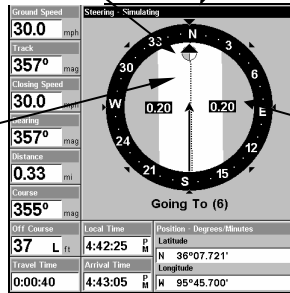 Ground Speed
30.0 mph
Track
357° mag
Closing Speed
30.0 mph
Bearing
357° mag
Distance
0.33 mi
Course
355° mag
Off Course
37 L ft
Travel Time
0:00:40
Steering - Simulating
N
33
3
30
6
W
E
0.20
0.20
24
12
21
15
S
Going To (6)
Local Time
4:42:25 PM
Arrival Time
4:43:05 PM
Position - Degrees/Minutes
Latitude
N 36°07.721'
Longitude
W 95°45.700'